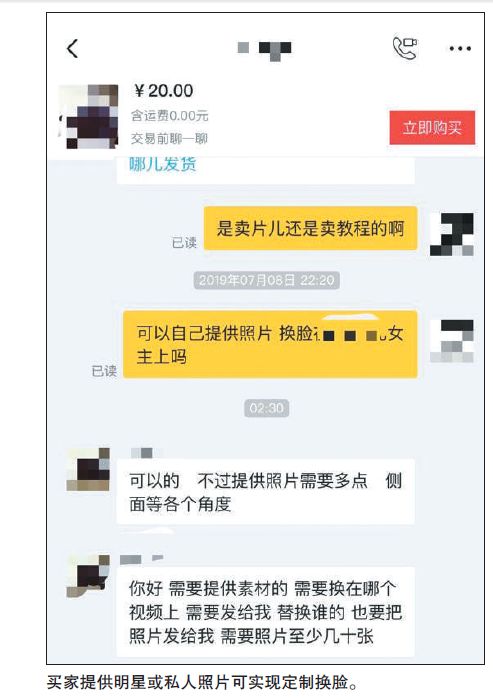 ¥20.00
含运费0.00元
交易前聊一聊
立即购买
哪儿发货
是卖片儿还是卖教程的啊
已读
2019年07月08日 22:20
可以自己提供照片 换脸 女
主上吗
已读
02:30
可以的 不过提供照片需要多点 侧
面等各个角度
你好 需要提供素材的 需要换在哪个
视频上 需要发给我 替换谁的 也要把
照片发给我 需要照片至少几十张
买家提供明星或私人照片可实现定制换脸。